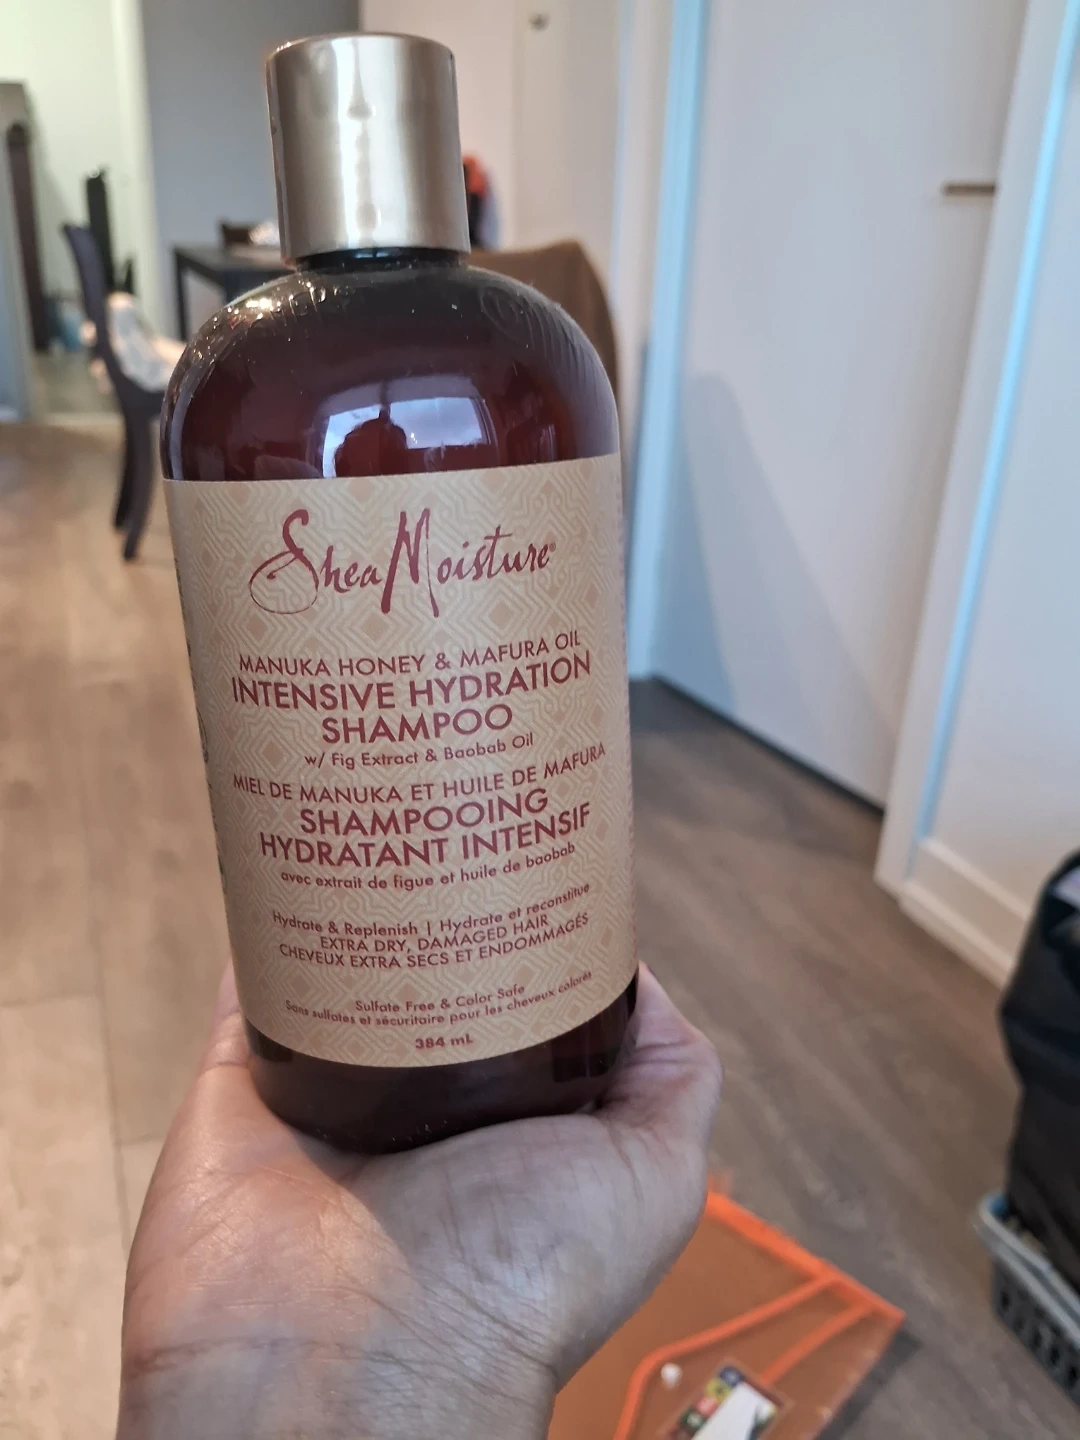 SheaMoisture®
MANUKA HONEY & MAFURA OIL
INTENSIVE HYDRATION
SHAMPOO
w/ Fig Extract & Baobab Oil
MIEL DE MANUKA ET HUILE DE MAFURA
SHAMPOOING
HYDRATANT INTENSIF
avec extrait de figue et huile de baobab
Hydrate & Replenish | Hydrate et reconstitue
EXTRA DRY, DAMAGED HAIR
CHEVEUX EXTRA SECS ET ENDOMMAGÉS
Sulfate Free & Color Safe
Sans sulfates et sécuritaire pour les cheveux colorés
384 mL